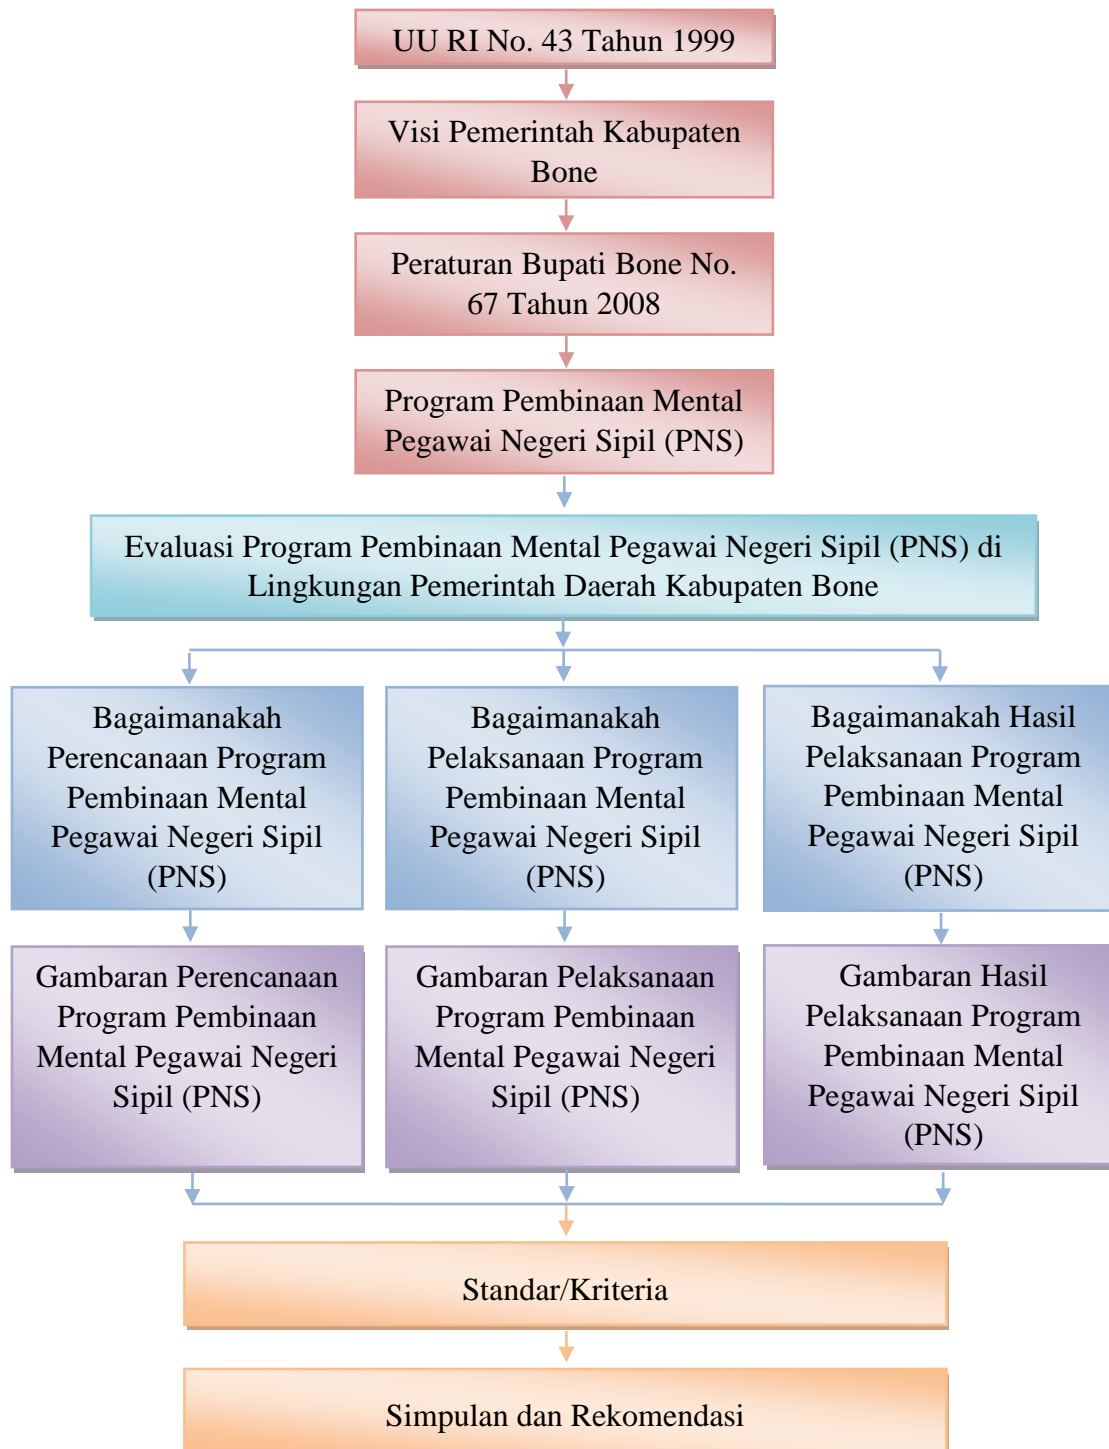 UU RI No. 43 Tahun 1999
Visi Pemerintah Kabupaten
Bone
Peraturan Bupati Bone No.
67 Tahun 2008
Program Pembinaan Mental
Pegawai Negeri Sipil (PNS)
Evaluasi Program Pembinaan Mental Pegawai Negeri Sipil (PNS) di
Lingkungan Pemerintah Daerah Kabupaten Bone
Bagaimanakah
Perencanaan Program
Pembinaan Mental
Pegawai Negeri Sipil
(PNS)
Bagaimanakah
Pelaksanaan Program
Pembinaan Mental
Pegawai Negeri Sipil
(PNS)
Bagaimanakah Hasil
Pelaksanaan Program
Pembinaan Mental
Pegawai Negeri Sipil
(PNS)
Gambaran Perencanaan
Program Pembinaan
Mental Pegawai Negeri
Sipil (PNS)
Gambaran Pelaksanaan
Program Pembinaan
Mental Pegawai Negeri
Sipil (PNS)
Gambaran Hasil
Pelaksanaan Program
Pembinaan Mental
Pegawai Negeri Sipil
(PNS)
Standar/Kriteria
Simpulan dan Rekomendasi